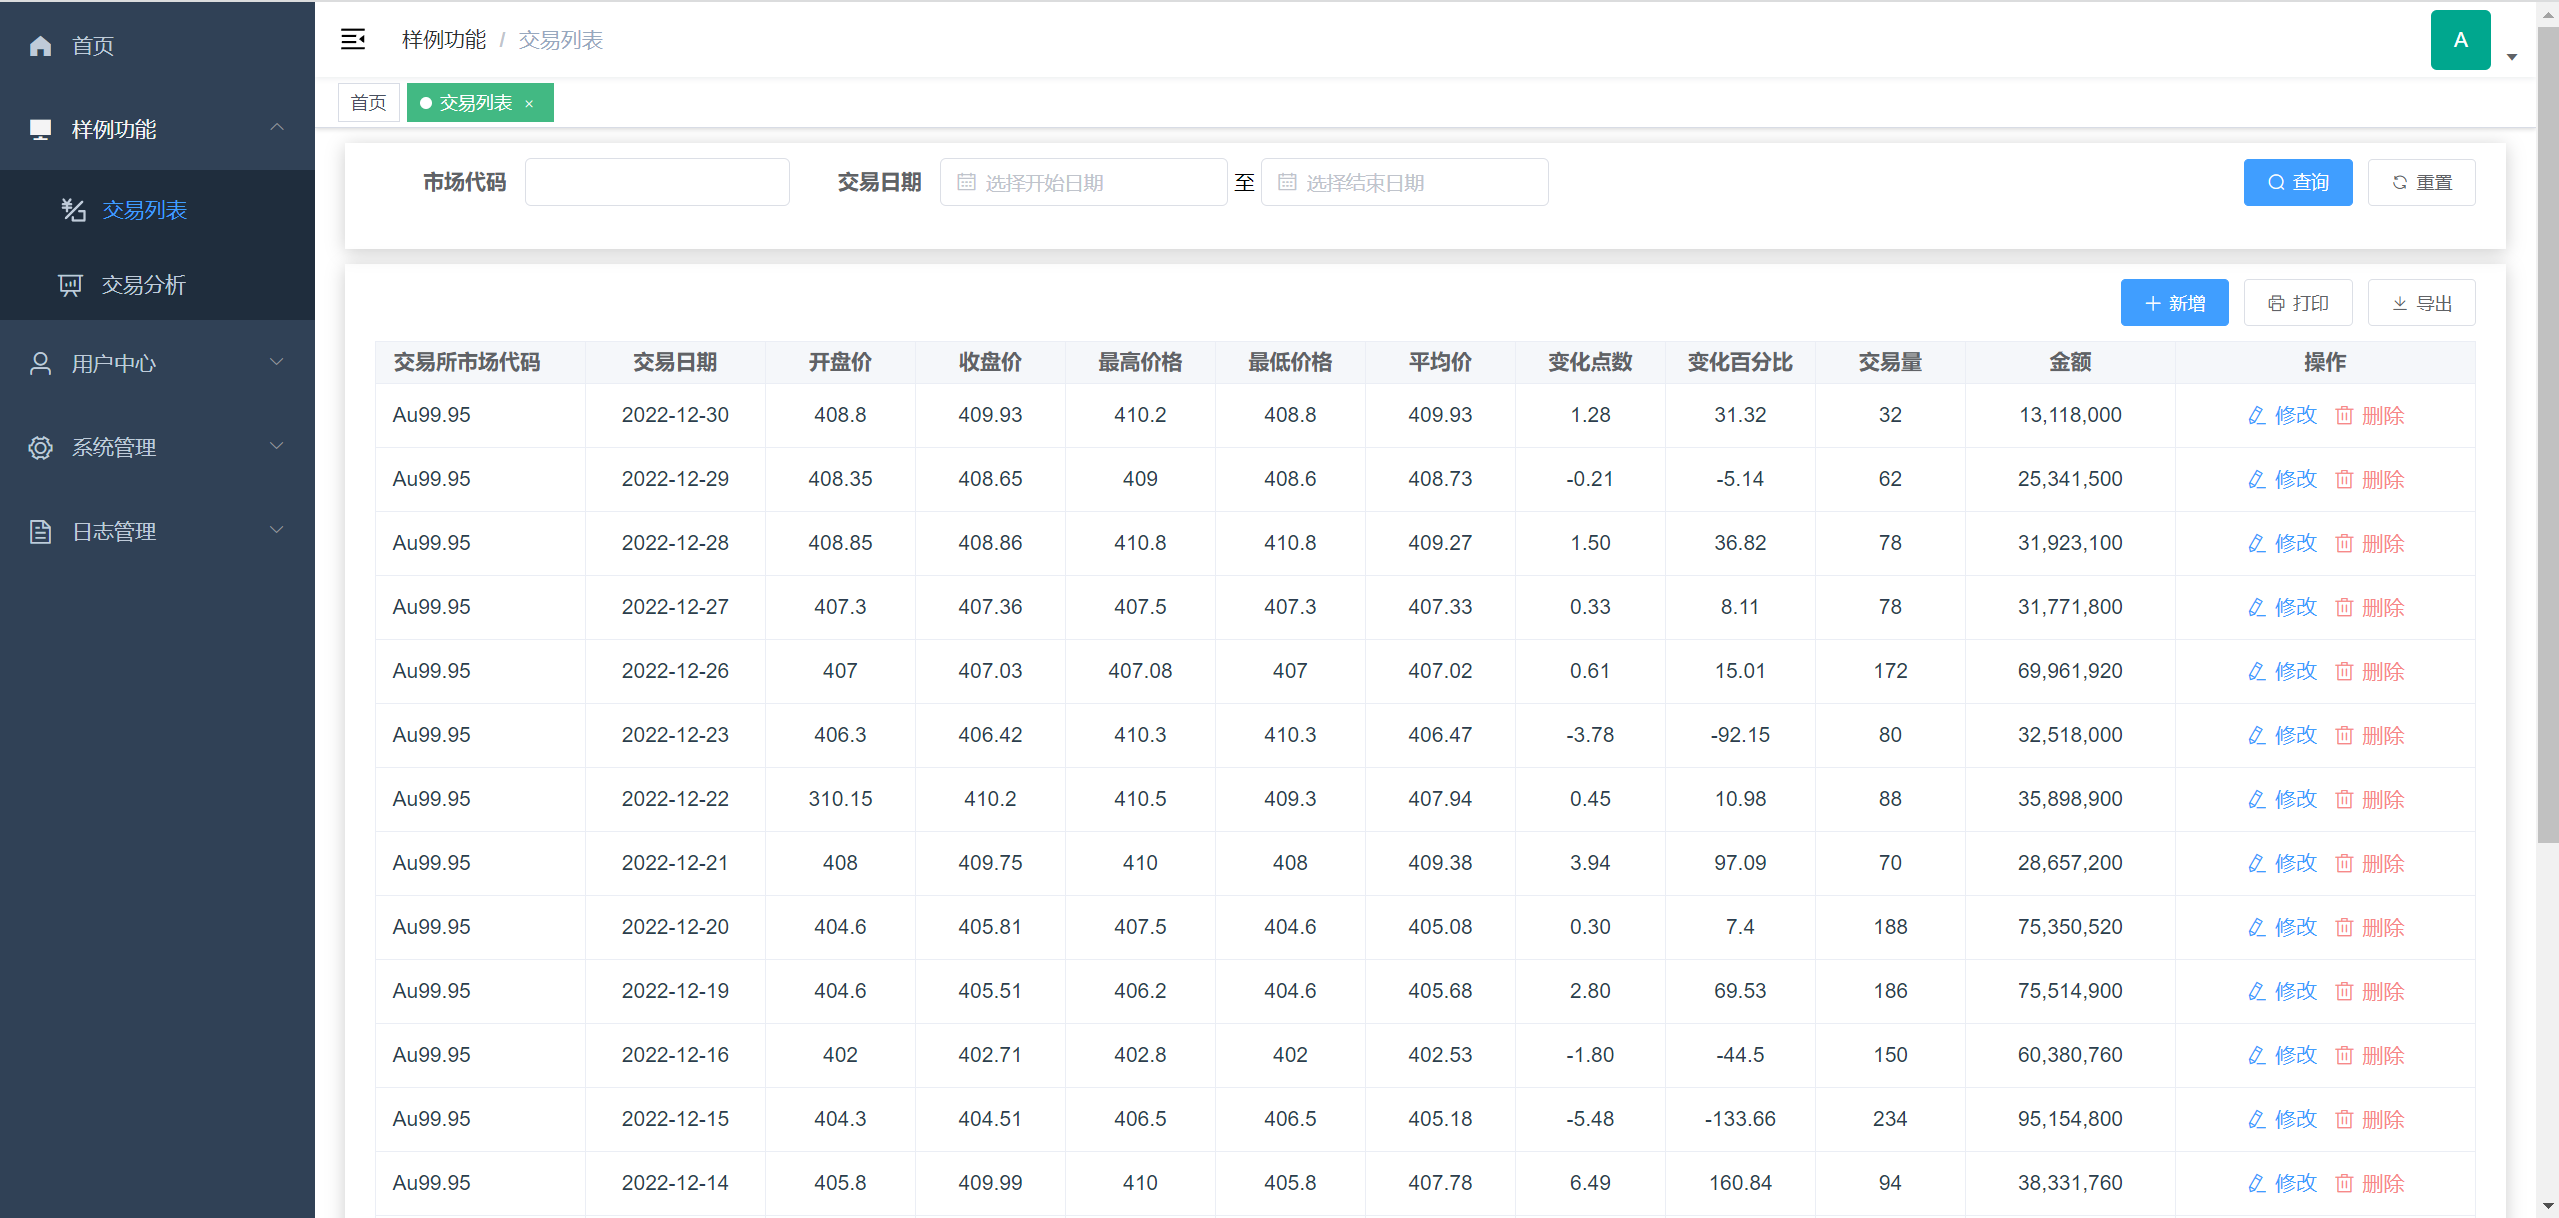 首页
样例功能
交易列表
交易分析
用户中心
系统管理
日志管理
样例功能 / 交易列表
A
首页 交易列表 ×
市场代码 交易日期 选择开始日期 至 选择结束日期 查询 重置
新增 打印 导出
交易所市场代码 交易日期 开盘价 收盘价 最高价格 最低价格 平均价 变化点数 变化百分比 交易量 金额 操作
Au99.95 2022-12-30 408.8 409.93 410.2 408.8 409.93 1.28 31.32 32 13,118,000 修改 删除
Au99.95 2022-12-29 408.35 408.65 409 408.6 408.73 -0.21 -5.14 62 25,341,500 修改 删除
Au99.95 2022-12-28 408.85 408.86 410.8 410.8 409.27 1.50 36.82 78 31,923,100 修改 删除
Au99.95 2022-12-27 407.3 407.36 407.5 407.3 407.33 0.33 8.11 78 31,771,800 修改 删除
Au99.95 2022-12-26 407 407.03 407.08 407 407.02 0.61 15.01 172 69,961,920 修改 删除
Au99.95 2022-12-23 406.3 406.42 410.3 410.3 406.47 -3.78 -92.15 80 32,518,000 修改 删除
Au99.95 2022-12-22 310.15 410.2 410.5 409.3 407.94 0.45 10.98 88 35,898,900 修改 删除
Au99.95 2022-12-21 408 409.75 410 408 409.38 3.94 97.09 70 28,657,200 修改 删除
Au99.95 2022-12-20 404.6 405.81 407.5 404.6 405.08 0.30 7.4 188 75,350,520 修改 删除
Au99.95 2022-12-19 404.6 405.51 406.2 404.6 405.68 2.80 69.53 186 75,514,900 修改 删除
Au99.95 2022-12-16 402 402.71 402.8 402 402.53 -1.80 -44.5 150 60,380,760 修改 删除
Au99.95 2022-12-15 404.3 404.51 406.5 406.5 405.18 -5.48 -133.66 234 95,154,800 修改 删除
Au99.95 2022-12-14 405.8 409.99 410 405.8 407.78 6.49 160.84 94 38,331,760 修改 删除